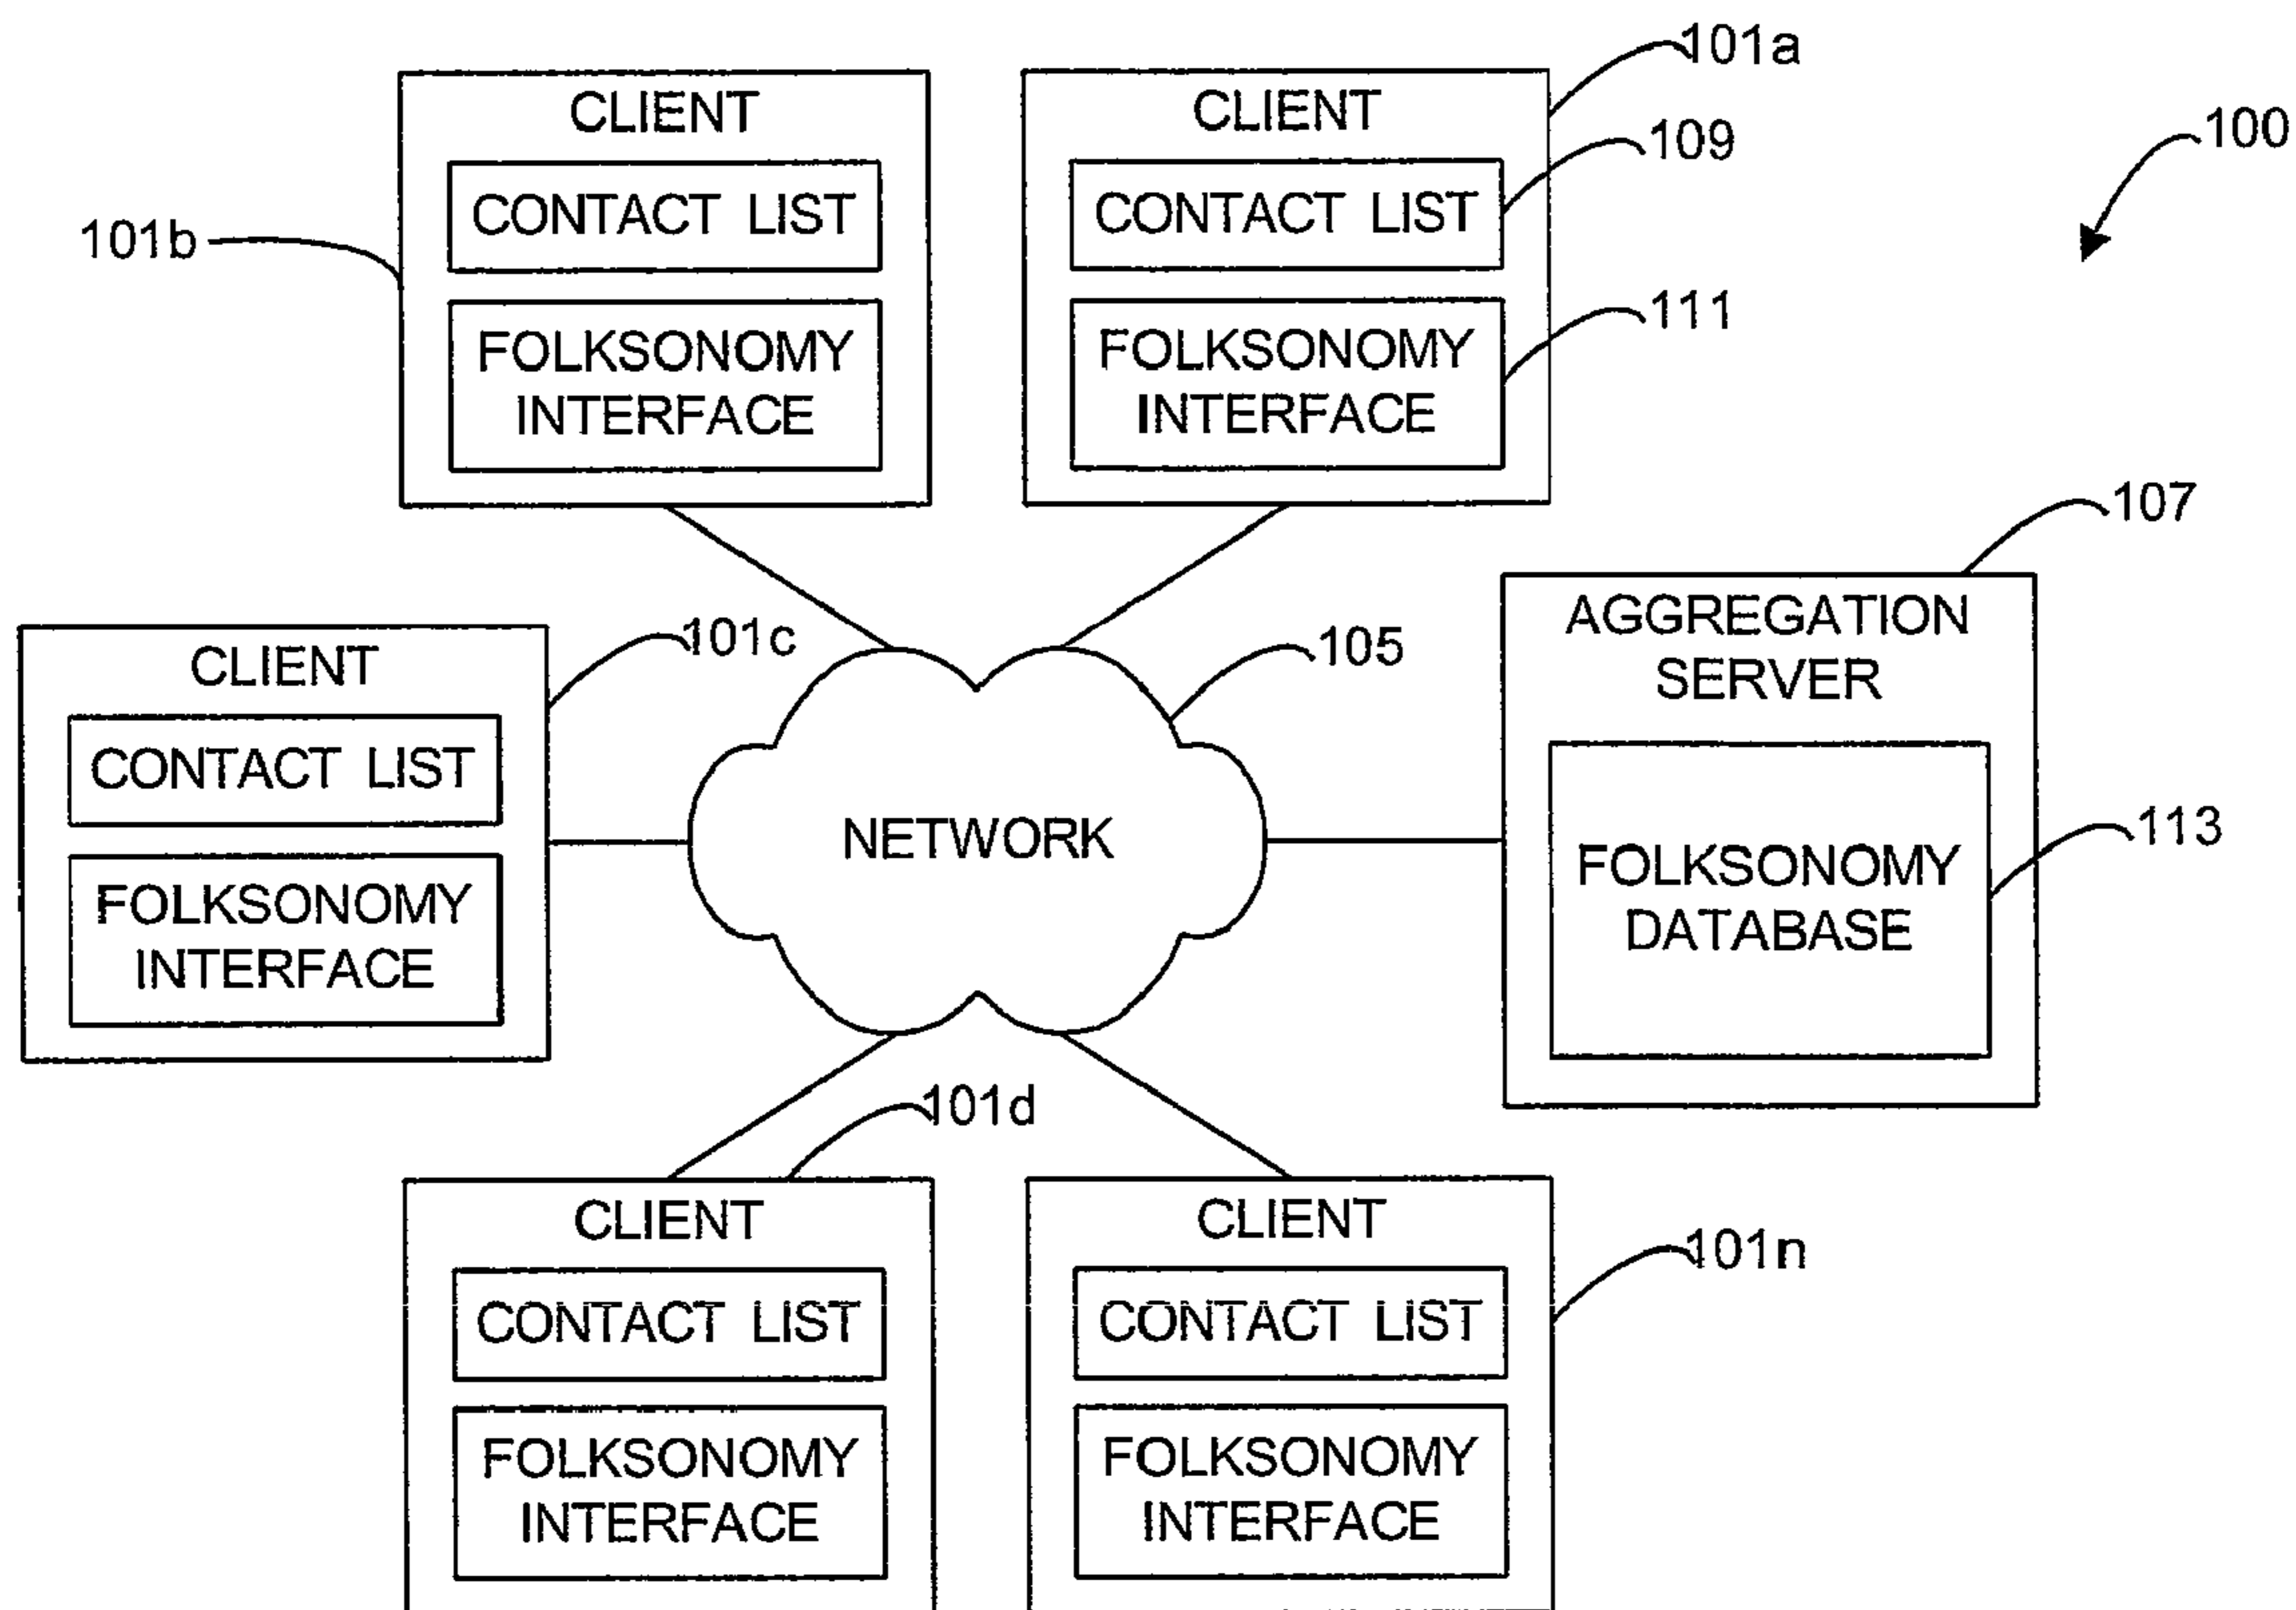 101a
CLIENT
CLIENT
100
109
CONTACT LIST
CONTACT LIST
101b
111
FOLKSONOMY
INTERFACE
FOLKSONOMY
INTERFACE
107
AGGREGATION
SERVER
101c
CLIENT
105
CONTACT LIST
NETWORK
113
FOLKSONOMY
DATABASE
FOLKSONOMY
INTERFACE
101d
CLIENT
CLIENT
101n
CONTACT LIST
CONTACT LIST
FOLKSONOMY
INTERFACE
FOLKSONOMY
INTERFACE